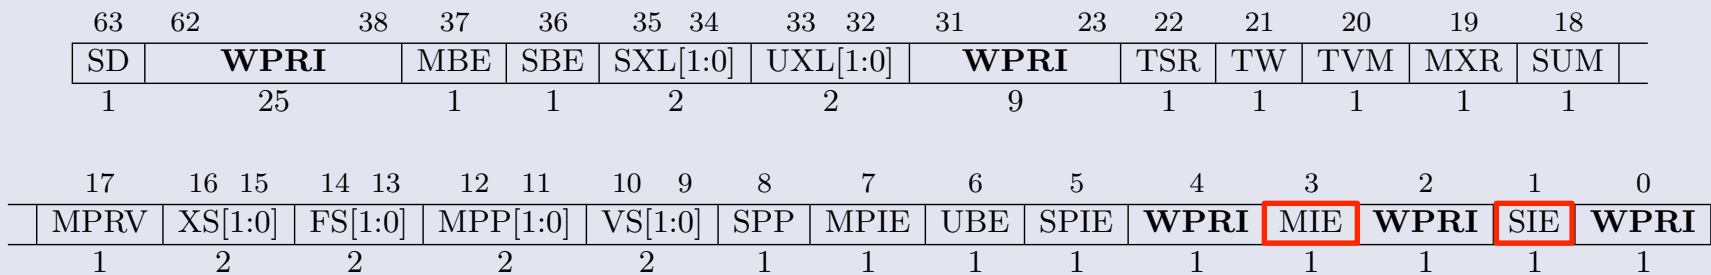 63 62 38 37 36 35 34 33 32 31 23 22 21 20 19 18
SD WPRI MBE SBE SXL[1:0] UXL[1:0] WPRI TSR TW TVM MXR SUM
1 25 1 1 2 2 9 1 1 1 1 1
17 16 15 14 13 12 11 10 9 8 7 6 5 4 3 2 1 0
MPRV XS[1:0] FS[1:0] MPP[1:0] VS[1:0] SPP MPIE UBE SPIE WPRI MIE WPRI SIE WPRI
1 2 2 2 2 1 1 1 1 1 1 1 1 1